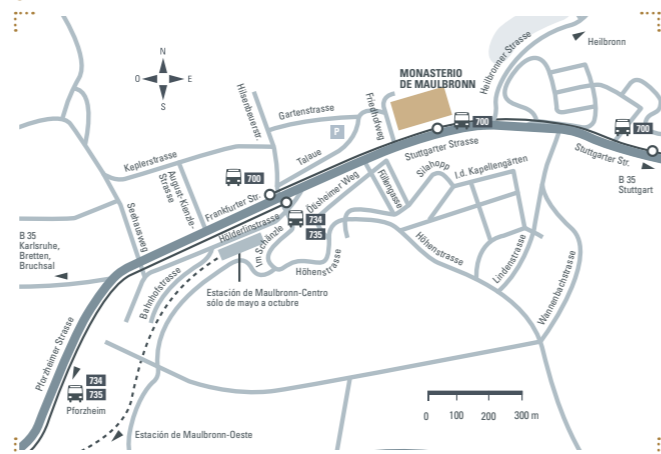 N
O
E
S
MONASTERIO
DE MAULBRONN
Heilbronner Strasse
Heilbronn
700
700
Stuttgarter Str.
B 35
Stuttgart
Hilsenbeuerstr.
Gartenstrasse
Friedhofweg
P
Talaue
Stuttgarter Strasse
Keplerstrasse
August-Kienzle-
Strasse
700
Frankfurter Str.
Seehausweg
Hölderlinstrasse
734
735
Ölsheimer Weg
Füllengasse
Silahopp
I.d. Kapellengärten
Im Schänzle
Höhenstrasse
Höhenstrasse
Lindenstrasse
Wannenbachstrasse
B 35
Karlsruhe,
Bretten,
Bruchsal
Bahnhofstrasse
Estación de Maulbronn-Centro
sólo de mayo a octubre
Pforzheimer Strasse
734
735
Pforzheim
Estación de Maulbronn-Oeste
0 100 200 300 m